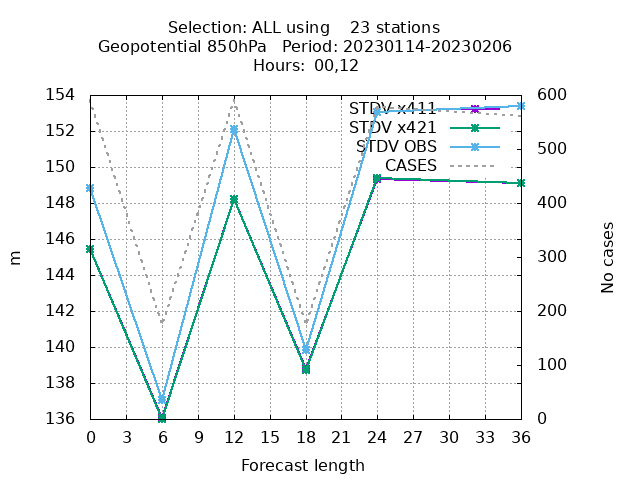 Selection: ALL using    23 stations
Geopotential 850hPa   Period: 20230114-20230206
Hours:  00,12
154
152
150
148
146
144
142
140
138
136
600
500
400
300
200
100
0
STDV x411
STDV x421
STDV OBS
CASES
m
No cases
0 3 6 9 12 15 18 21 24 27 30 33 36
Forecast length